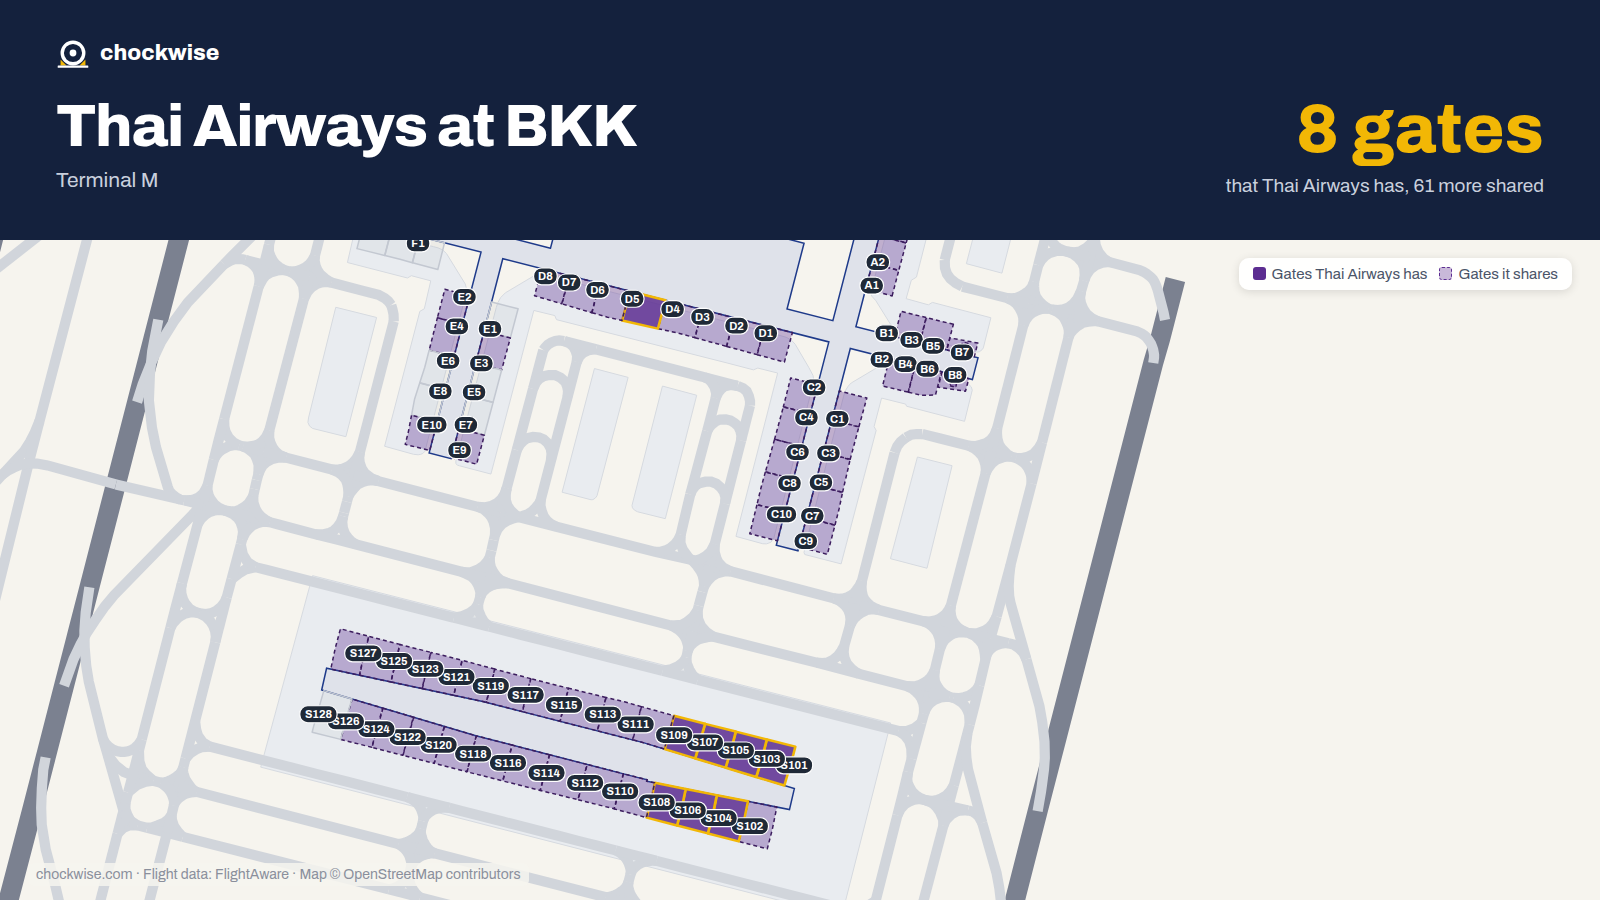 chockwise
Thai Airways at BKK
Terminal M
8 gates
that Thai Airways has, 61 more shared
Gates Thai Airways has
Gates it shares
F1
A2
A1
D8
D7
D6
D5
D4
D3
D2
D1
E2
E4
E1
E6
E3
E8
E5
E10
E7
E9
B1
B3
B5
B7
B2
B4
B6
B8
C2
C4
C1
C6
C3
C8
C5
C10
C7
C9
S127
S125
S123
S121
S119
S117
S115
S113
S111
S109
S107
S105
S103
S101
S128
S126
S124
S122
S120
S118
S116
S114
S112
S110
S108
S106
S104
S102
chockwise.com · Flight data: FlightAware · Map © OpenStreetMap contributors